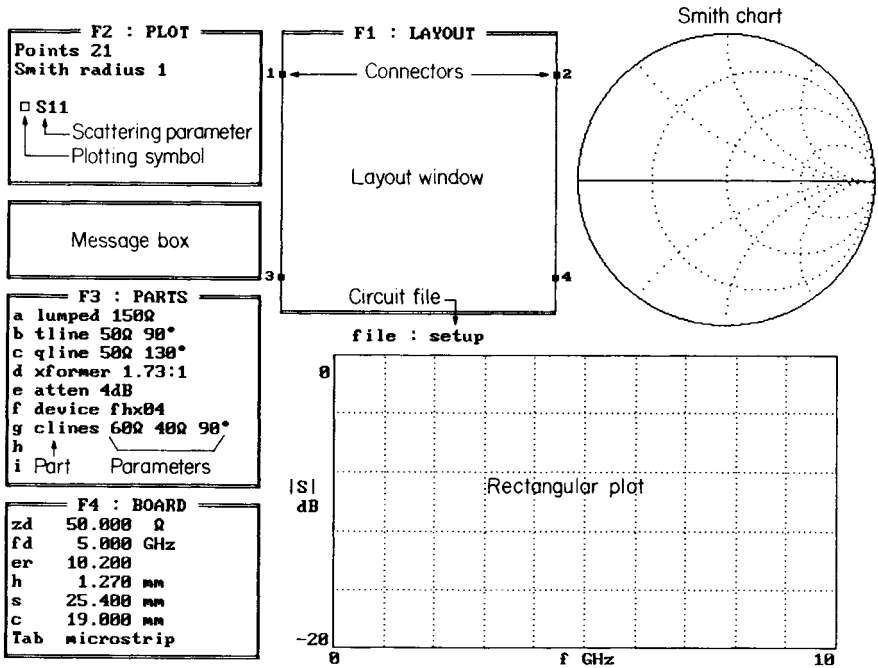 F2 : PLOT
Points 21
Smith radius 1
□ S11
Scattering parameter
Plotting symbol
Message box
F3 : PARTS
a lumped 150Ω
b tline 50Ω 90°
c qline 50Ω 130°
d xformer 1.73:1
e atten 4dB
f device fhx04
g clines 60Ω 40Ω 90°
h
i Part Parameters
F4 : BOARD
zd 50.000 Ω
fd 5.000 GHz
er 10.200
h 1.270 mm
s 25.400 mm
c 19.000 mm
Tab microstrip
F1 : LAYOUT
1 Connectors 2
Layout window
3 4
Circuit file
file : setup
Smith chart
0
|S|
dB
Rectangular plot
-20
0 f GHz 10